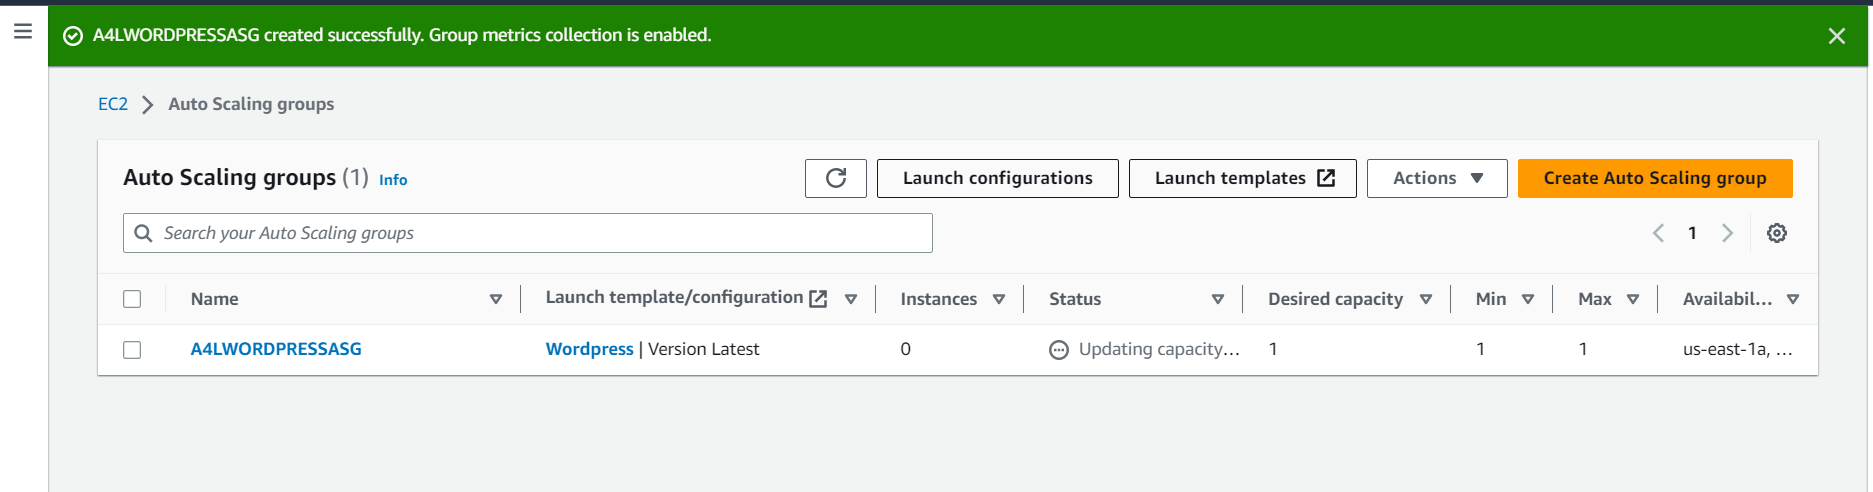 A4LWORDPRESSASG created successfully. Group metrics collection is enabled.
EC2 Auto Scaling groups
Auto Scaling groups (1) Info
Launch configurations
Launch templates
Actions
Create Auto Scaling group
Search your Auto Scaling groups
1
Name Launch template/configuration Instances Status Desired capacity Min Max Availabil...
A4LWORDPRESSASG Wordpress | Version Latest 0 Updating capacity... 1 1 1 us-east-1a, ...